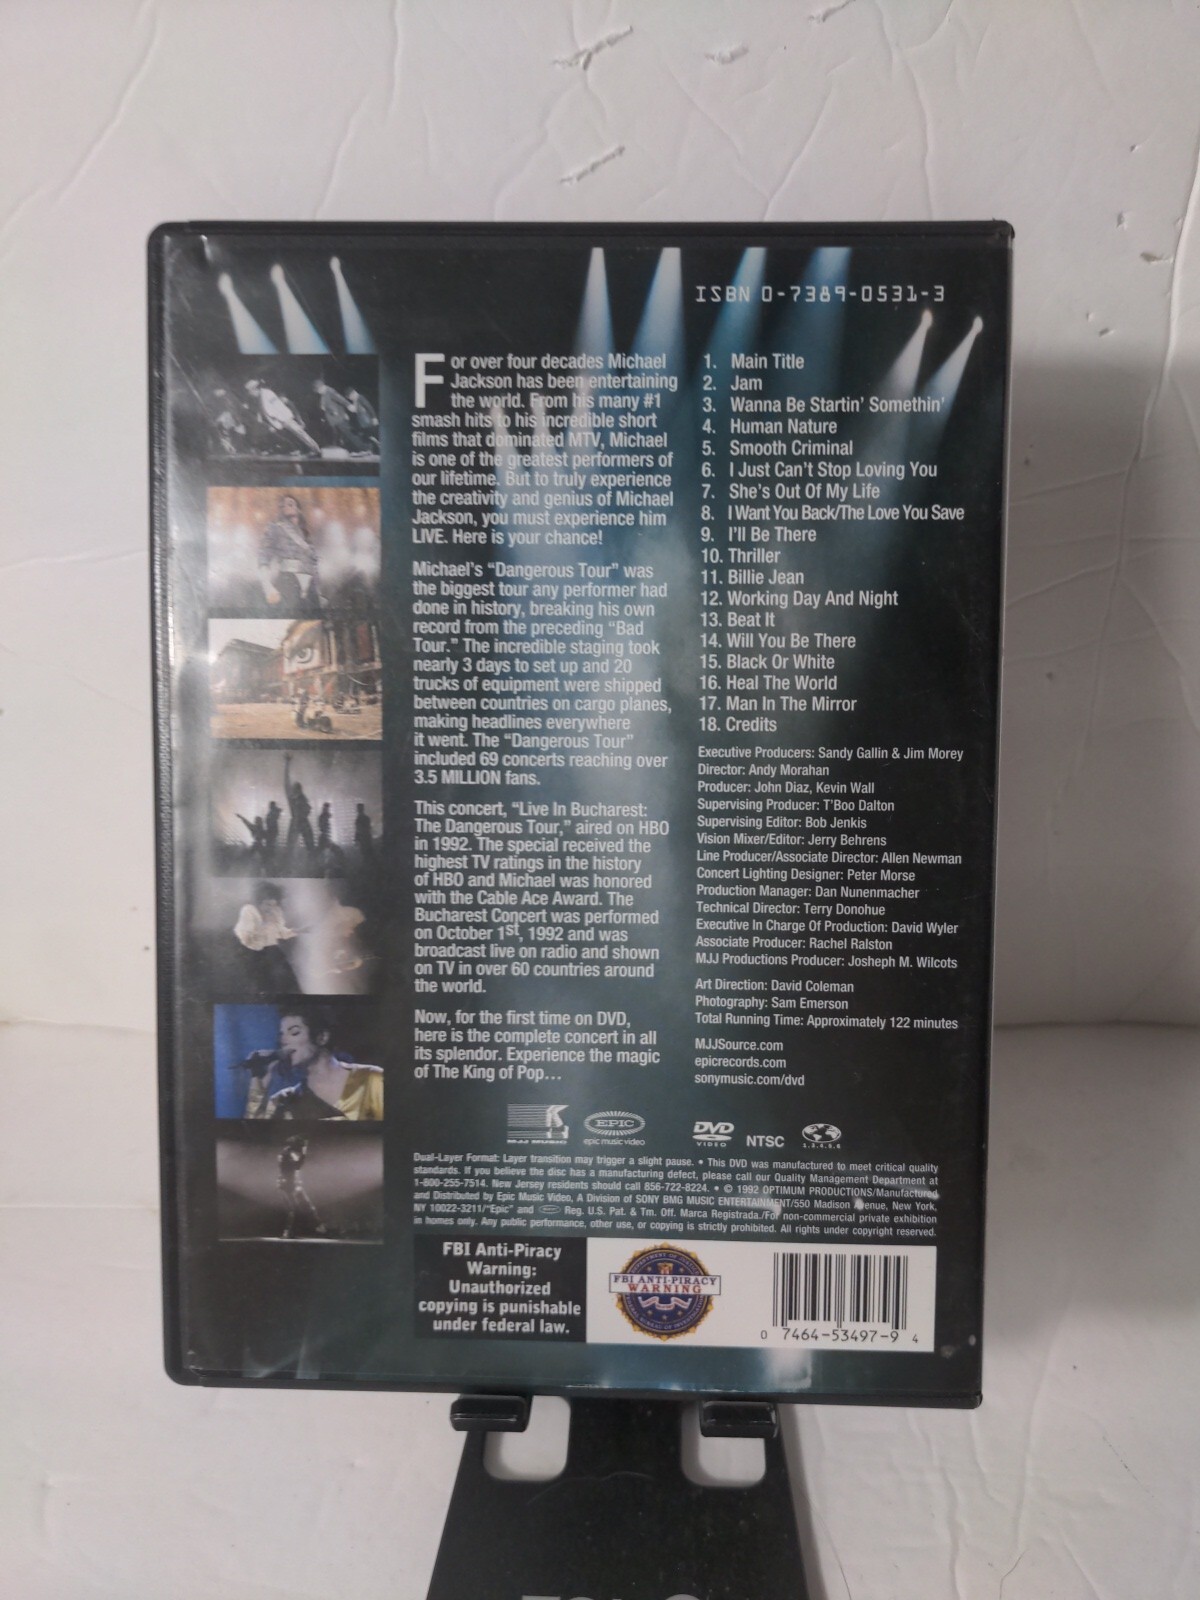 ISBN 0-7389-0531-3
For over four decades Michael
Jackson has been entertaining
the world. From his many #1
smash hits to his incredible short
films that dominated MTV, Michael
is one of the greatest performers of
our lifetime. But to truly experience
the creativity and genius of Michael
Jackson, you must experience him
LIVE. Here is your chance!
Michael's “Dangerous Tour” was
the biggest tour any performer had
done in history, breaking his own
record from the preceding “Bad
Tour.” The incredible staging took
nearly 3 days to set up and 20
trucks of equipment were shipped
between countries on cargo planes,
making headlines everywhere
it went. The “Dangerous Tour”
included 69 concerts reaching over
3.5 MILLION fans.
This concert, “Live In Bucharest:
The Dangerous Tour,” aired on HBO
in 1992. The special received the
highest TV ratings in the history
of HBO and Michael was honored
with the Cable Ace Award. The
Bucharest Concert was performed
on October 1st, 1992 and was
broadcast live on radio and shown
on TV in over 60 countries around
the world.
Now, for the first time on DVD,
here is the complete concert in all
its splendor. Experience the magic
of The King of Pop...
1. Main Title
2. Jam
3. Wanna Be Startin' Somethin'
4. Human Nature
5. Smooth Criminal
6. I Just Can't Stop Loving You
7. She's Out Of My Life
8. I Want You Back/The Love You Save
9. I'll Be There
10. Thriller
11. Billie Jean
12. Working Day And Night
13. Beat It
14. Will You Be There
15. Black Or White
16. Heal The World
17. Man In The Mirror
18. Credits
Executive Producers: Sandy Gallin & Jim Morey
Director: Andy Morahan
Producer: John Diaz, Kevin Wall
Supervising Producer: T'Boo Dalton
Supervising Editor: Bob Jenkis
Vision Mixer/Editor: Jerry Behrens
Line Producer/Associate Director: Allen Newman
Concert Lighting Designer: Peter Morse
Production Manager: Dan Nunenmacher
Technical Director: Terry Donohue
Executive In Charge Of Production: David Wyler
Associate Producer: Rachel Ralston
MJJ Productions Producer: Josheph M. Wilcots
Art Direction: David Coleman
Photography: Sam Emerson
Total Running Time: Approximately 122 minutes
MJJSource.com
epicrecords.com
sonymusic.com/dvd
MJJ MUSIC
EPIC
epic music video
DVD
VIDEO
NTSC
Dual-Layer Format: Layer transition may trigger a slight pause. • This DVD was manufactured to meet critical quality
standards. If you believe the disc has a manufacturing defect, please call our Quality Management Department at
1-800-255-7514. New Jersey residents should call 856-722-8224. • © 1992 OPTIMUM PRODUCTIONS/Manufactured
and Distributed by Epic Music Video, A Division of SONY BMG MUSIC ENTERTAINMENT/550 Madison Avenue, New York,
NY 10022-3211/"Epic" and Reg. U.S. Pat. & Tm. Off. Marca Registrada./For non-commercial private exhibition
in homes only. Any public performance, other use, or copying is strictly prohibited. All rights under copyright reserved.
FBI Anti-Piracy
Warning:
Unauthorized
copying is punishable
under federal law.
FBI ANTI-PIRACY
WARNING
0 7464-53497-9 4